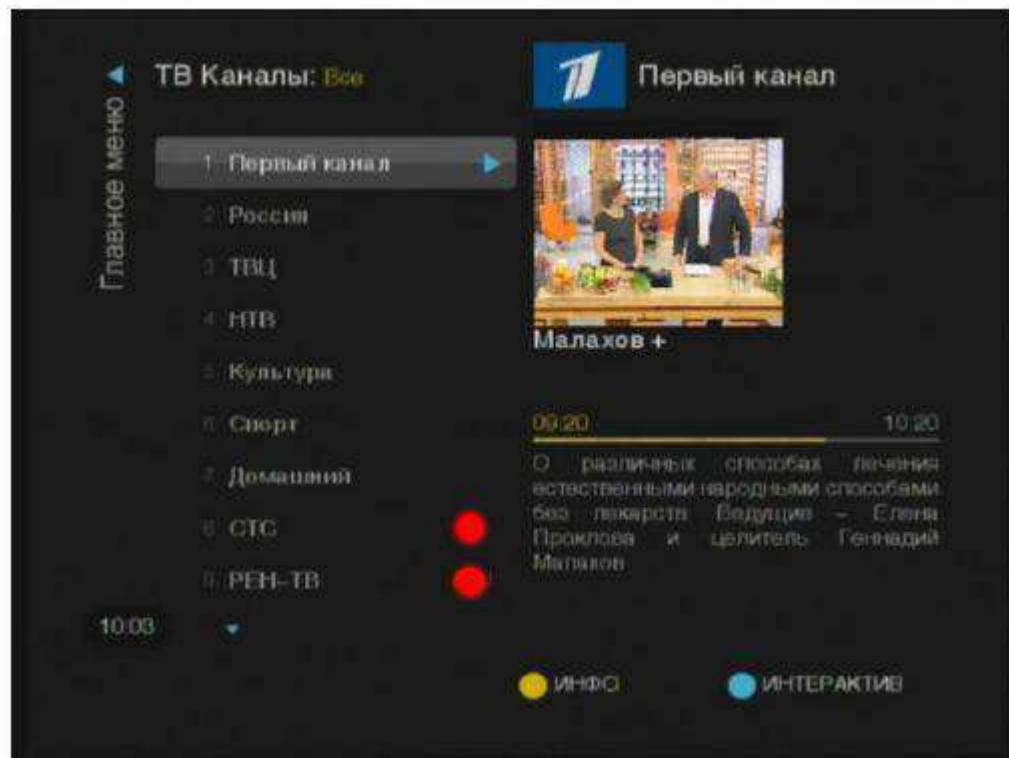 ТВ Каналы: Все
Первый канал
Главное меню
1 Первый канал
2 Россия
3 ТВЦ
4 НТВ
5 Культура
6 Спорт
7 Домашний
8 СТС
9 РЕН-ТВ
10:03
Малахов +
09:20 10:20
О различных способах лечения
естественными народными способами
без лекарств Ведущие – Елена
Проклова и целитель Геннадий
Малахов
ИНФО
ИНТЕРАКТИВ